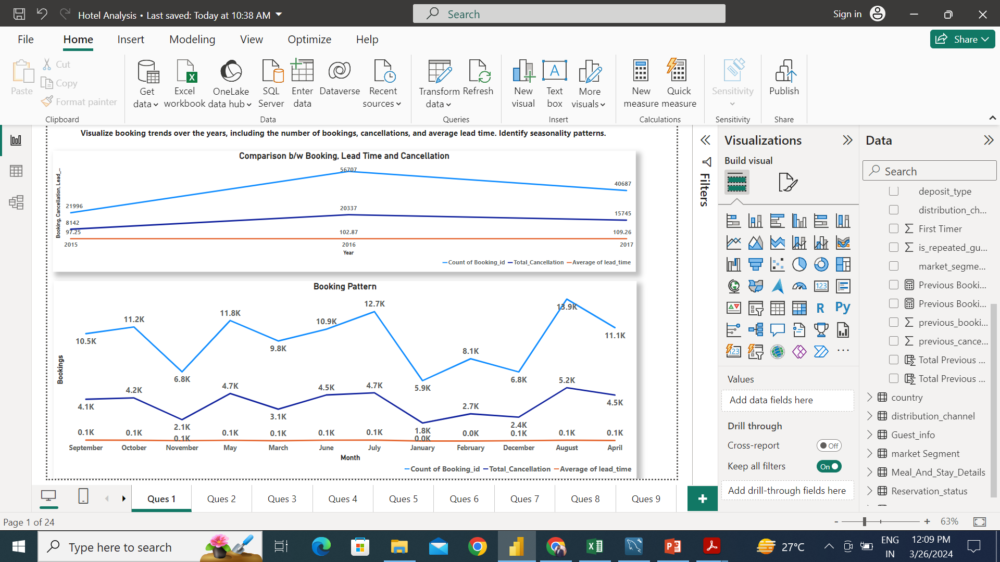 Hotel Analysis • Last saved: Today at 10:38 AM
Search
Sign in
File Home Insert Modeling View Optimize Help
Share
Paste
Cut
Copy
Format painter
Get data
Excel workbook
OneLake data hub
SQL Server
Enter data
Dataverse
Recent sources
Transform data
Refresh
New visual
Text box
More visuals
New measure
Quick measure
Sensitivity
Publish
Clipboard
Data
Queries
Insert
Calculations
Sensitivity
Share
Visualize booking trends over the years, including the number of bookings, cancellations, and average lead time. Identify seasonality patterns.
Comparison b/w Booking, Lead Time and Cancellation
Booking, Cancellation, Lead_...
21996 56707 40687
8142 20337 15745
97.25 102.87 109.26
2015 2016 2017
Year
Count of Booking_id Total_Cancellation Average of lead_time
Booking Pattern
Bookings
10.5K 11.2K 6.8K 11.8K 9.8K 10.9K 12.7K 5.9K 8.1K 6.8K 13.9K 11.1K
4.1K 4.2K 2.1K 4.7K 3.1K 4.5K 4.7K 1.8K 2.7K 2.4K 5.2K 4.5K
0.1K 0.1K 0.1K 0.1K 0.1K 0.1K 0.1K 0.0K 0.0K 0.1K 0.1K 0.1K
September October November May March June July January February December August April
Month
Count of Booking_id Total_Cancellation Average of lead_time
Filters
Visualizations
Build visual
123
R
Py
123
Values
Add data fields here
Drill through
Cross-report
Off
Keep all filters
On
Add drill-through fields here
Data
Search
deposit_type
distribution_ch...
First Timer
is_repeated_gu...
market_segme...
Previous Booki...
Previous Booki...
previous_booki...
previous_cance...
Total Previous ...
Total Previous ...
country
distribution_channel
Guest_info
market Segment
Meal_And_Stay_Details
Reservation_status
Ques 1 Ques 2 Ques 3 Ques 4 Ques 5 Ques 6 Ques 7 Ques 8 Ques 9
Page 1 of 24
63%
Type here to search
27°C
ENG
IN
12:09 PM
3/26/2024